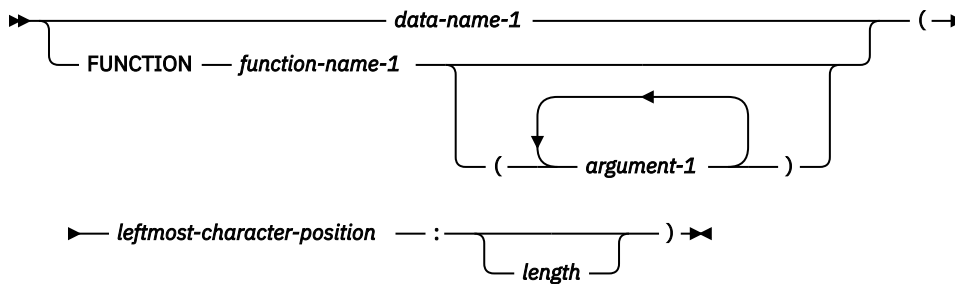 data-name-1 (
FUNCTION function-name-1
( argument-1 )
leftmost-character-position : )
length